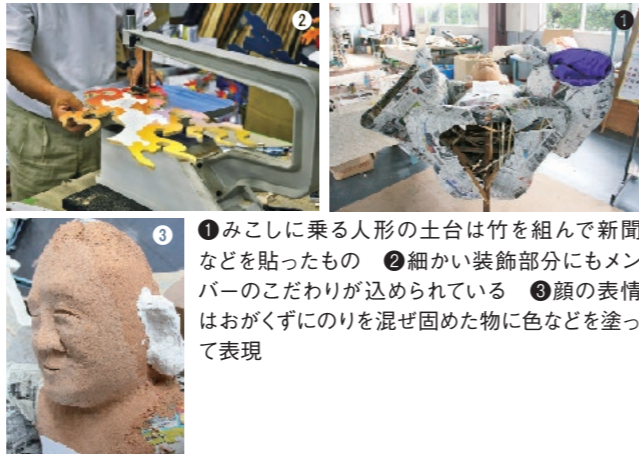 ❷
❶
❸
❶みこしに乗る人形の土台は竹を組んで新聞
などを貼ったもの　❷細かい装飾部分にもメン
バーのこだわりが込められている　❸顔の表情
はおがくずにのりを混ぜ固めた物に色などを塗っ
て表現